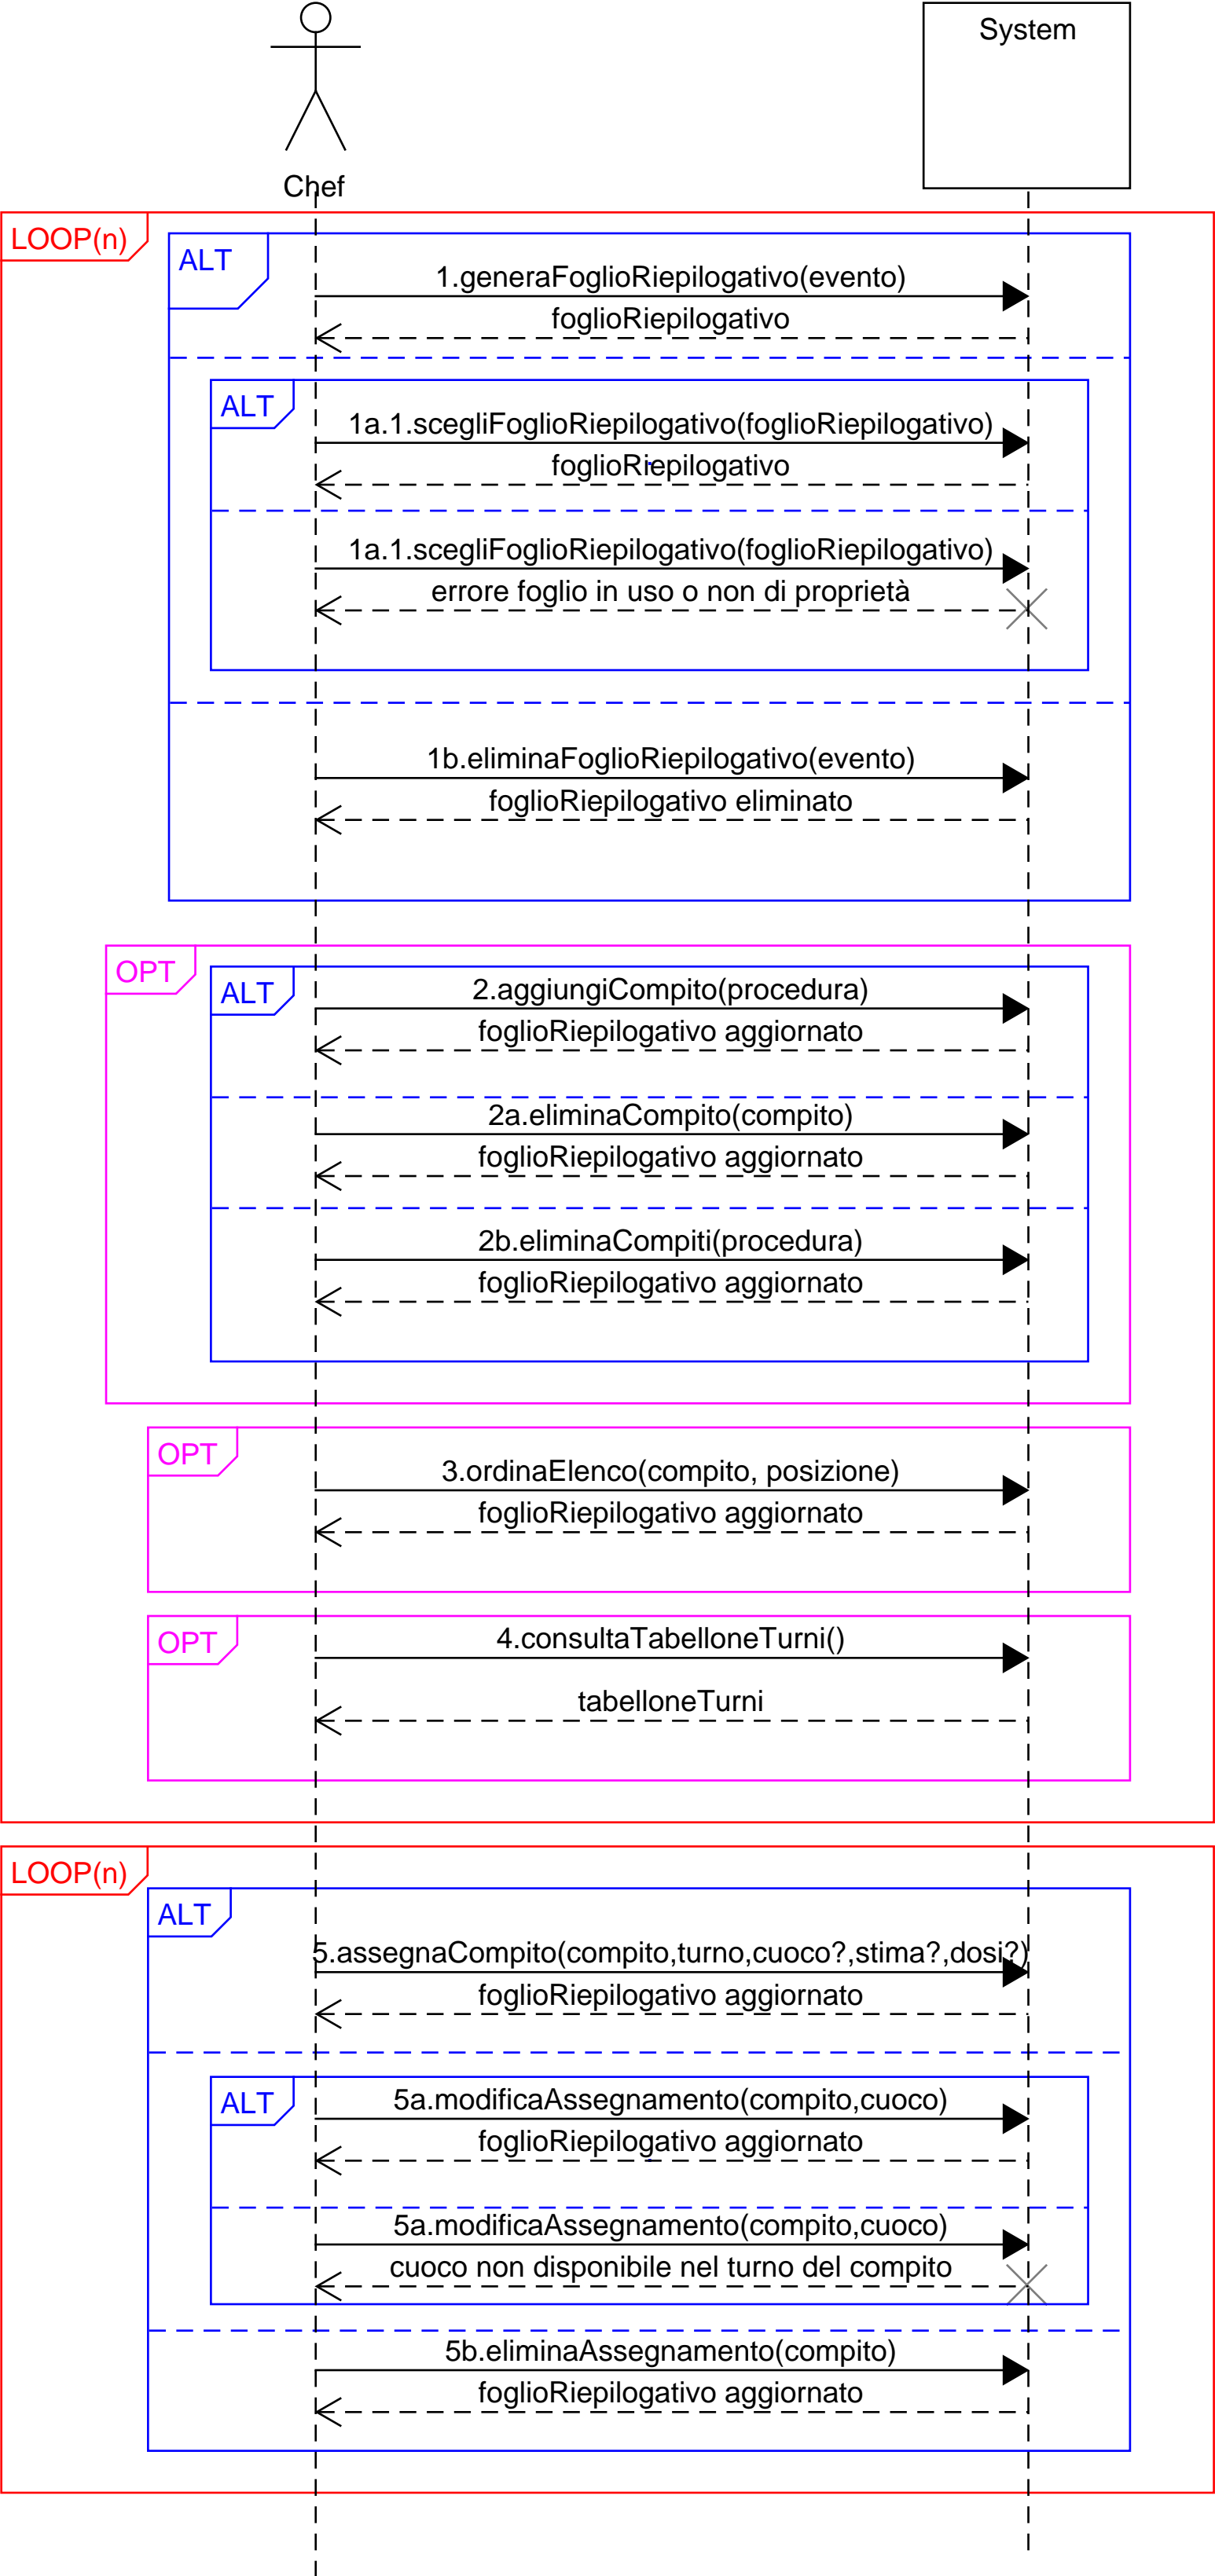 System
Chef
LOOP(n)
ALT
1.generaFoglioRiepilogativo(evento)
foglioRiepilogativo
ALT
1a.1.scegliFoglioRiepilogativo(foglioRiepilogativo)
foglioRiepilogativo
1a.1.scegliFoglioRiepilogativo(foglioRiepilogativo)
errore foglio in uso o non di proprietà
1b.eliminaFoglioRiepilogativo(evento)
foglioRiepilogativo eliminato
OPT
ALT
2.aggiungiCompito(procedura)
foglioRiepilogativo aggiornato
2a.eliminaCompito(compito)
foglioRiepilogativo aggiornato
2b.eliminaCompiti(procedura)
foglioRiepilogativo aggiornato
OPT
3.ordinaElenco(compito, posizione)
foglioRiepilogativo aggiornato
OPT
4.consultaTabelloneTurni()
tabelloneTurni
LOOP(n)
ALT
5.assegnaCompito(compito,turno,cuoco?,stima?,dosi?)
foglioRiepilogativo aggiornato
ALT
5a.modificaAssegnamento(compito,cuoco)
foglioRiepilogativo aggiornato
5a.modificaAssegnamento(compito,cuoco)
cuoco non disponibile nel turno del compito
5b.eliminaAssegnamento(compito)
foglioRiepilogativo aggiornato